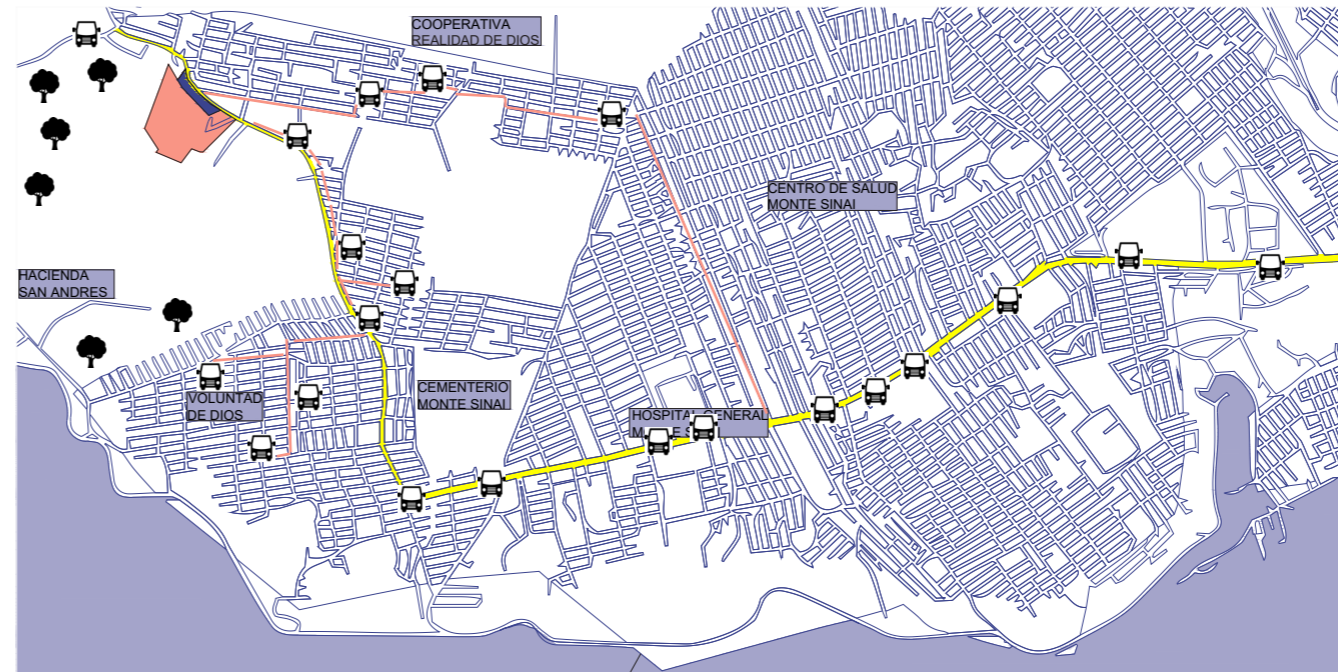 COOPERATIVA
REALIDAD DE DIOS
CENTRO DE SALUD
MONTE SINAI
HACIENDA
SAN ANDRES
CEMENTERIO
MONTE SINAI
VOLUNTAD
DE DIOS
HOSPITAL GENERAL